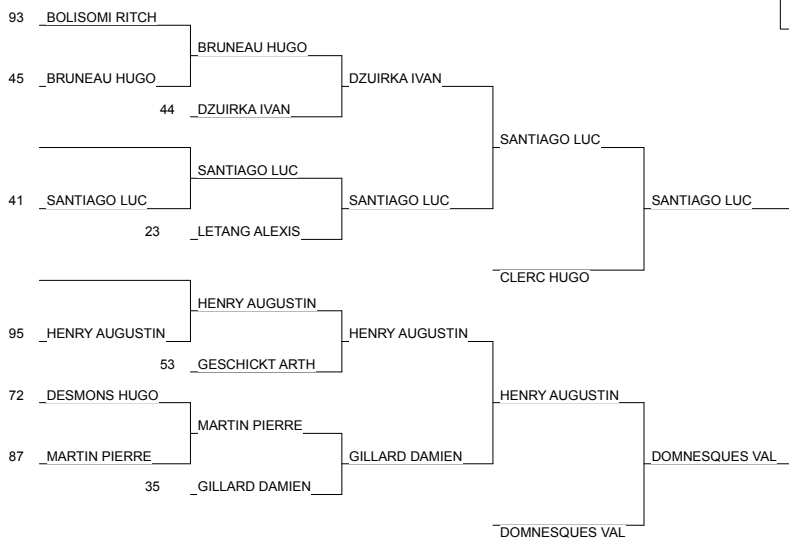 93 BOLISOMI RITCH
BRUNEAU HUGO
45 BRUNEAU HUGO DZUIRKA IVAN
44 DZUIRKA IVAN
SANTIAGO LUC
SANTIAGO LUC
41 SANTIAGO LUC SANTIAGO LUC SANTIAGO LUC
23 LETANG ALEXIS
CLERC HUGO
HENRY AUGUSTIN
95 HENRY AUGUSTIN HENRY AUGUSTIN
53 GESCHICKT ARTH
72 DESMONS HUGO HENRY AUGUSTIN
MARTIN PIERRE
87 MARTIN PIERRE GILLARD DAMIEN DOMNESQUES VAL
35 GILLARD DAMIEN
DOMNESQUES VAL